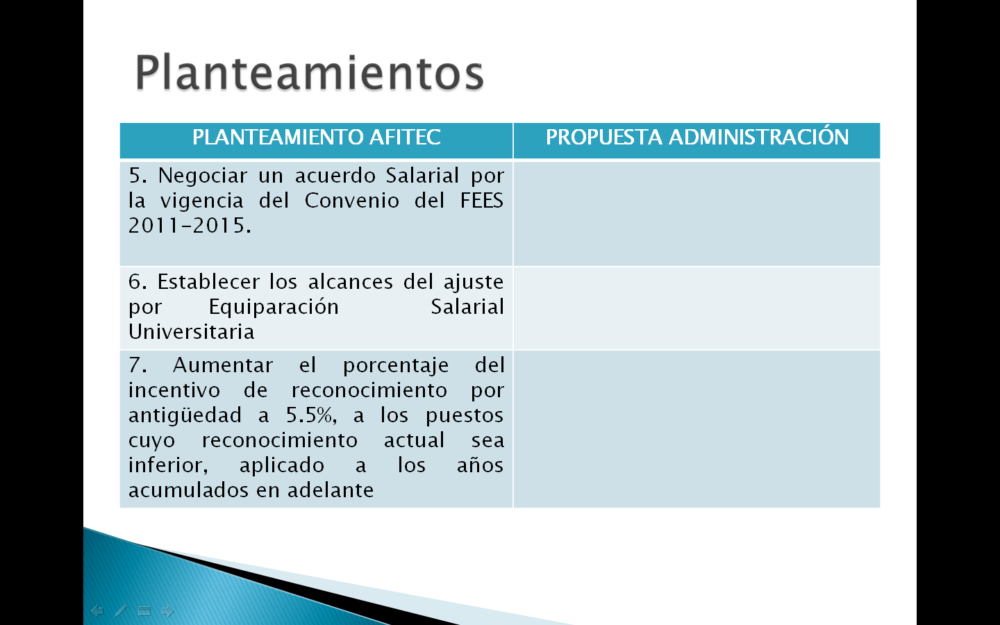 Planteamientos
PLANTEAMIENTO AFITEC
PROPUESTA ADMINISTRACIÓN
5. Negociar un acuerdo Salarial por
la vigencia del Convenio del FEES
2011-2015.
6. Establecer los alcances del ajuste
por Equiparación Salarial
Universitaria
7. Aumentar el porcentaje del
incentivo de reconocimiento por
antigüedad a 5.5%, a los puestos
cuyo reconocimiento actual sea
inferior, aplicado a los años
acumulados en adelante